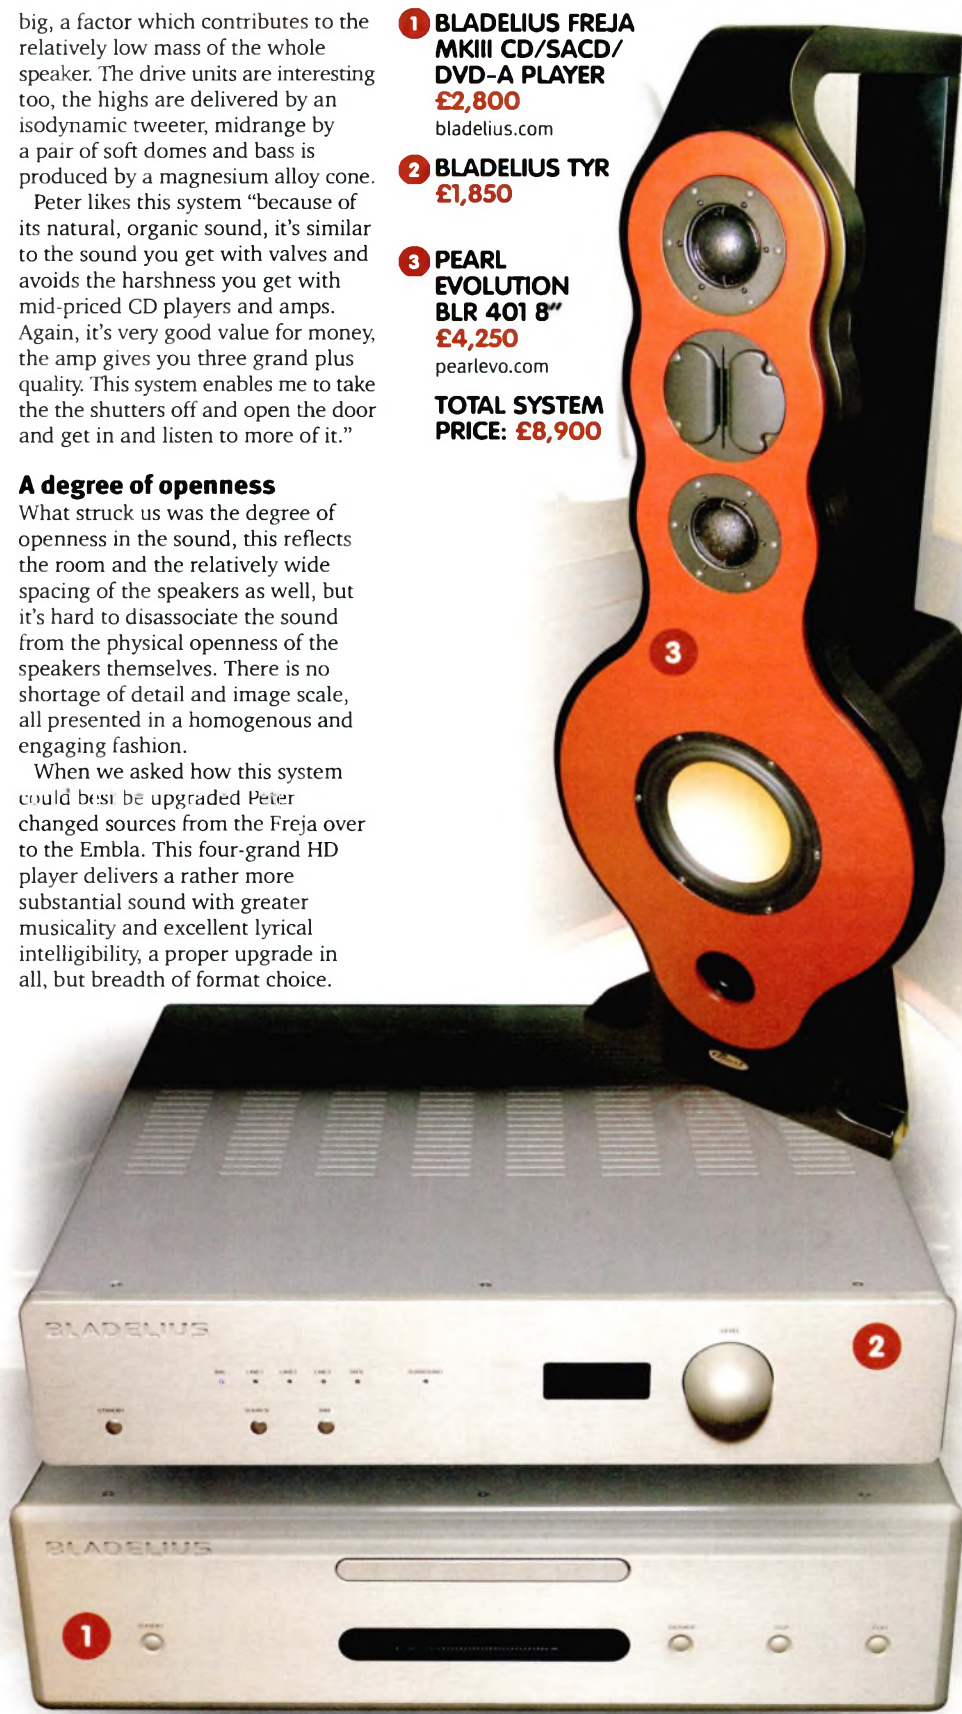 big, a factor which contributes to the
relatively low mass of the whole
speaker. The drive units are interesting
too, the highs are delivered by an
isodynamic tweeter, midrange by
a pair of soft domes and bass is
produced by a magnesium alloy cone.
Peter likes this system “because of
its natural, organic sound, it’s similar
to the sound you get with valves and
avoids the harshness you get with
mid-priced CD players and amps.
Again, it’s very good value for money,
the amp gives you three grand plus
quality. This system enables me to take
the the shutters off and open the door
and get in and listen to more of it.”
A degree of openness
What struck us was the degree of
openness in the sound, this reflects
the room and the relatively wide
spacing of the speakers as well, but
it’s hard to disassociate the sound
from the physical openness of the
speakers themselves. There is no
shortage of detail and image scale,
all presented in a homogenous and
engaging fashion.
When we asked how this system
could best be upgraded Peter
changed sources from the Freja over
to the Embla. This four-grand HD
player delivers a rather more
substantial sound with greater
musicality and excellent lyrical
intelligibility, a proper upgrade in
all, but breadth of format choice.
1 BLADELIUS FREJA
MKIII CD/SACD/
DVD-A PLAYER
£2,800
bladelius.com
2 BLADELIUS TYR
£1,850
3 PEARL
EVOLUTION
BLR 401 8”
£4,250
pearlevo.com
TOTAL SYSTEM
PRICE: £8,900
3
BLADELIUS
LEVEL
2
STANDBY
BLADELIUS
1